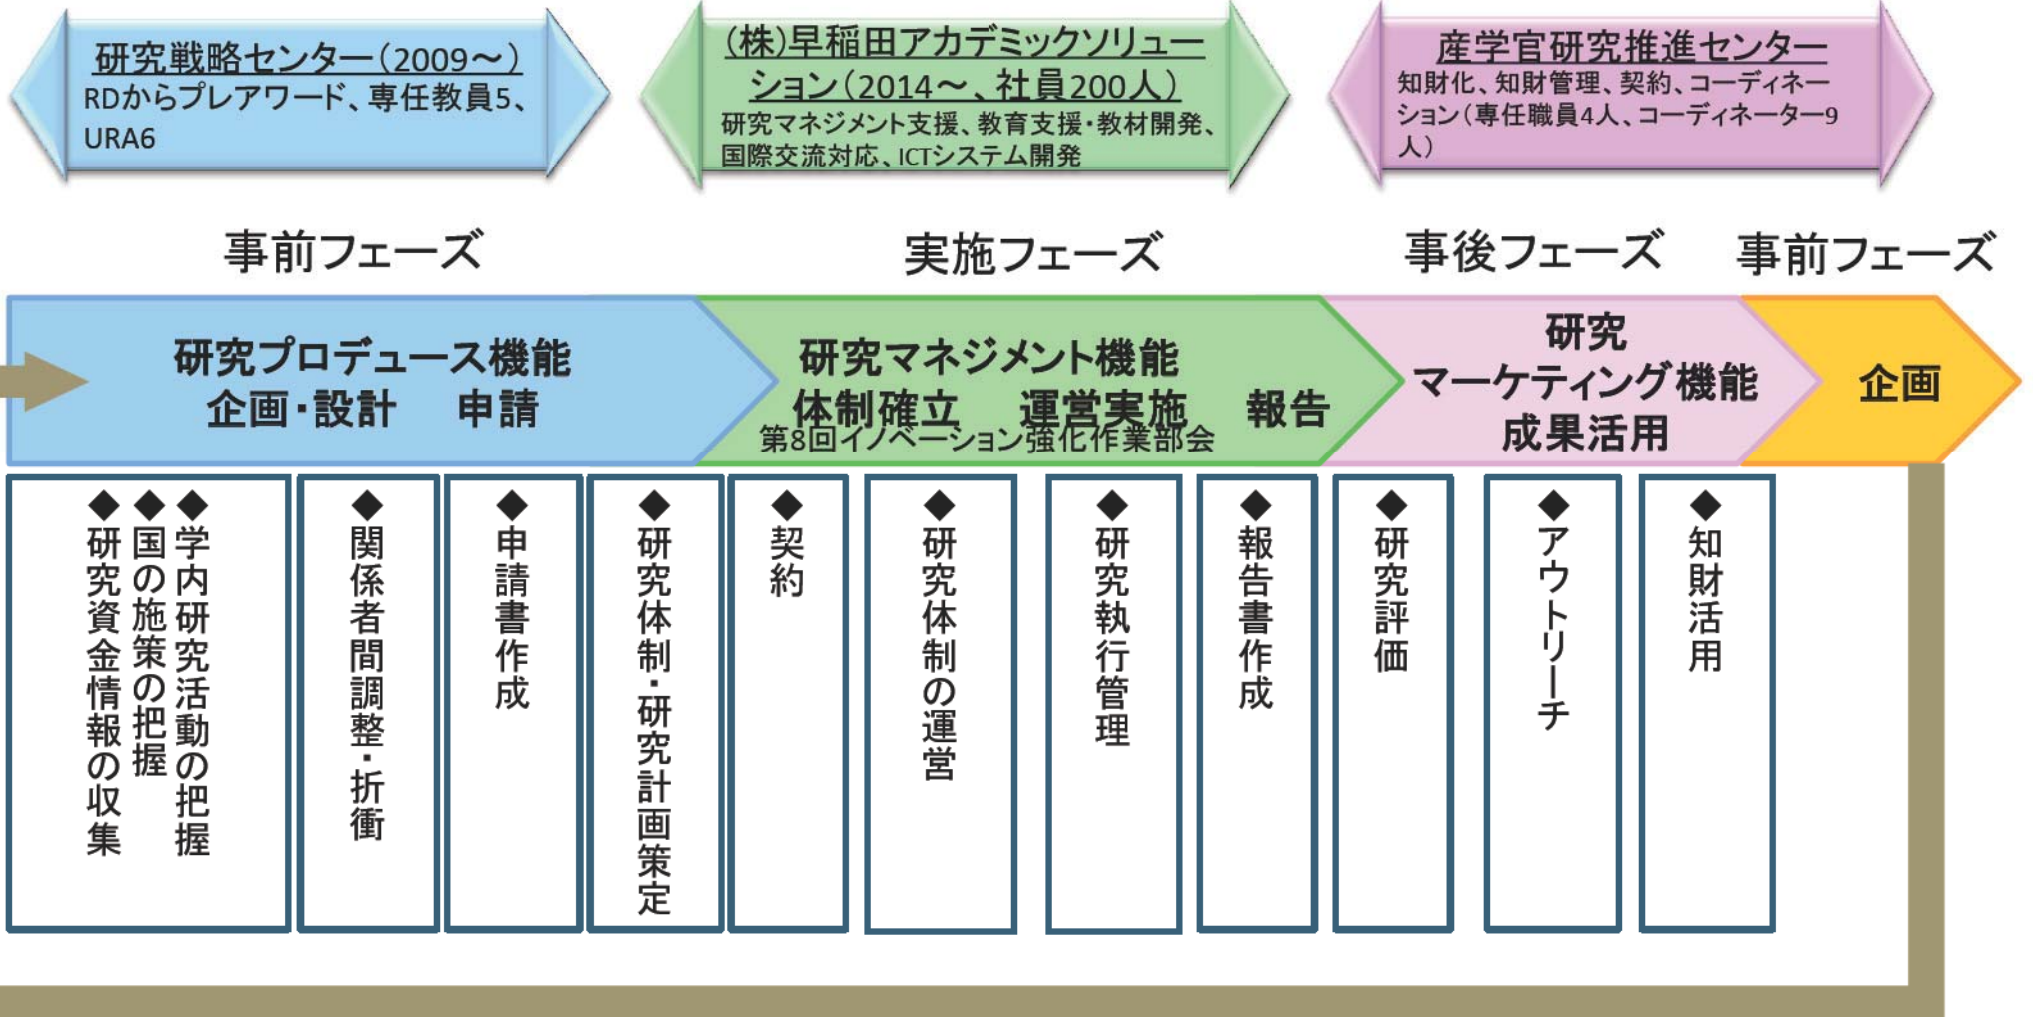 研究戦略センター(2009～)
RDからプレアワード、専任教員5、
URA6
(株)早稲田アカデミックソリュー
ション(2014～、社員200人)
研究マネジメント支援、教育支援・教材開発、
国際交流対応、ICTシステム開発
産学官研究推進センター
知財化、知財管理、契約、コーディネー
ション(専任職員4人、コーディネーター9
人)
事前フェーズ
実施フェーズ
事後フェーズ
事前フェーズ
研究プロデュース機能
企画・設計 申請
研究マネジメント機能
体制確立 運営実施 報告
第8回イノベーション強化作業部会
研究
マーケティング機能
成果活用
企画
◆学内研究活動の把握
◆国の施策の把握
◆研究資金情報の収集
◆関係者間調整・折衝
◆申請書作成
◆研究体制・研究計画策定
◆契約
◆研究体制の運営
◆研究執行管理
◆報告書作成
◆研究評価
◆アウトリーチ
◆知財活用